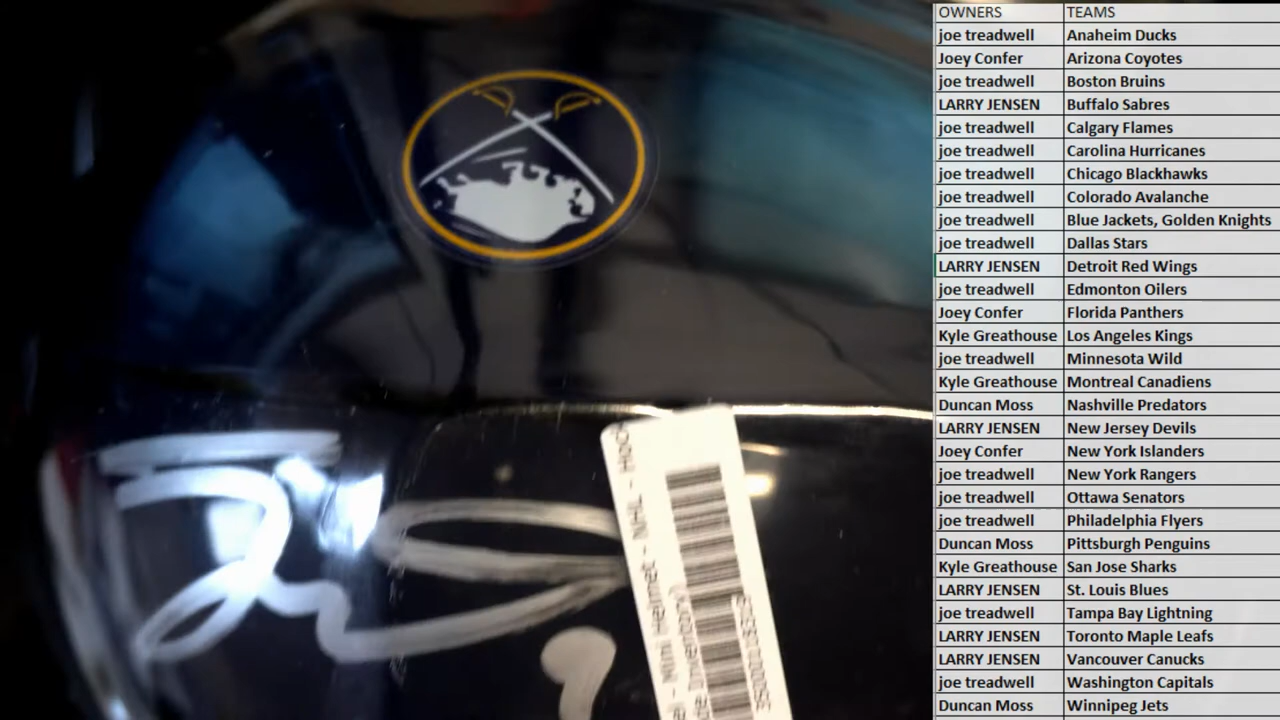 OWNERS TEAMS
joe treadwell Anaheim Ducks
Joey Confer Arizona Coyotes
joe treadwell Boston Bruins
LARRY JENSEN Buffalo Sabres
joe treadwell Calgary Flames
joe treadwell Carolina Hurricanes
joe treadwell Chicago Blackhawks
joe treadwell Colorado Avalanche
joe treadwell Blue Jackets, Golden Knights
joe treadwell Dallas Stars
LARRY JENSEN Detroit Red Wings
joe treadwell Edmonton Oilers
Joey Confer Florida Panthers
Kyle Greathouse Los Angeles Kings
joe treadwell Minnesota Wild
Kyle Greathouse Montreal Canadiens
Duncan Moss Nashville Predators
LARRY JENSEN New Jersey Devils
Joey Confer New York Islanders
joe treadwell New York Rangers
joe treadwell Ottawa Senators
joe treadwell Philadelphia Flyers
Duncan Moss Pittsburgh Penguins
Kyle Greathouse San Jose Sharks
LARRY JENSEN St. Louis Blues
joe treadwell Tampa Bay Lightning
LARRY JENSEN Toronto Maple Leafs
LARRY JENSEN Vancouver Canucks
joe treadwell Washington Capitals
Duncan Moss Winnipeg Jets
Mini Helmet - NHL -